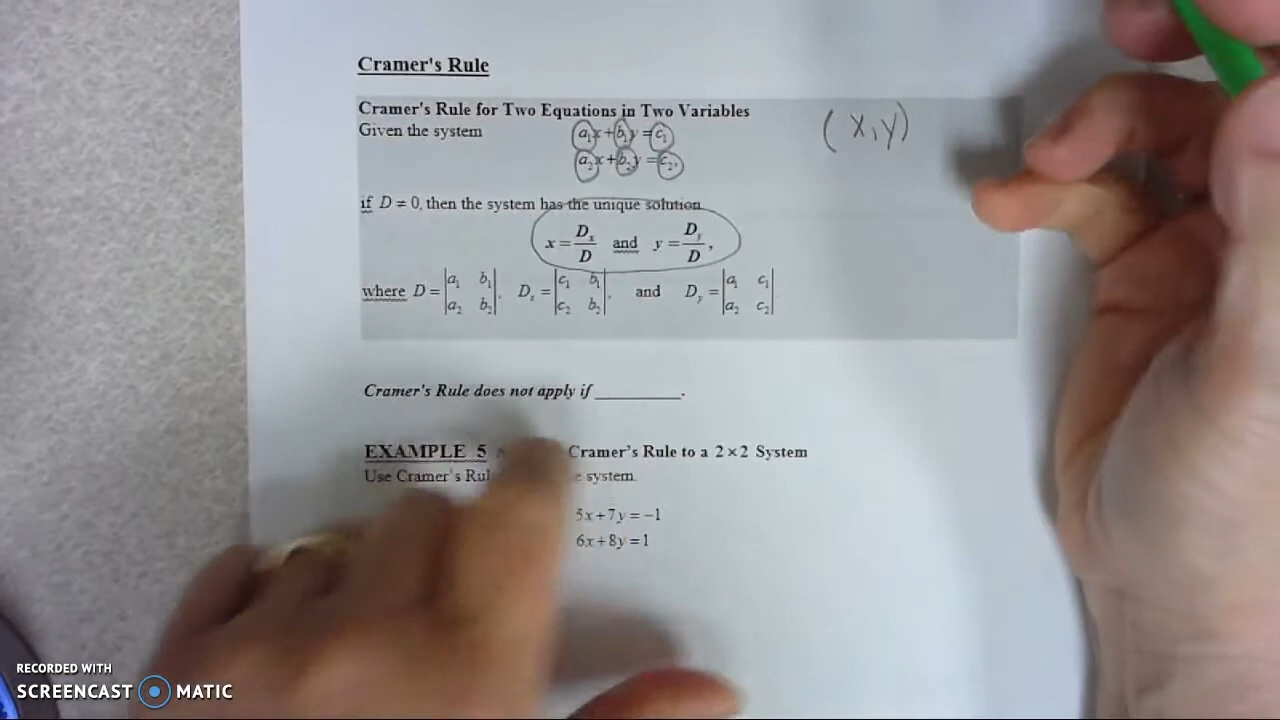 Cramer's Rule
Cramer's Rule for Two Equations in Two Variables
Given the system
a₁x+b₁y=c₁
a₂x+b₂y=c₂,
(x,y)
if D = 0, then the system has the unique solution
x = Dₓ/D and y = Dᵧ/D,
where D = |a₁ b₁; a₂ b₂|, Dₓ = |c₁ b₁; c₂ b₂|, and Dᵧ = |a₁ c₁; a₂ c₂|.
Cramer's Rule does not apply if ________.
EXAMPLE 5 Cramer's Rule to a 2×2 System
Use Cramer's system.
5x+7y=−1
6x+8y=1
RECORDED WITH
SCREENCAST MATIC